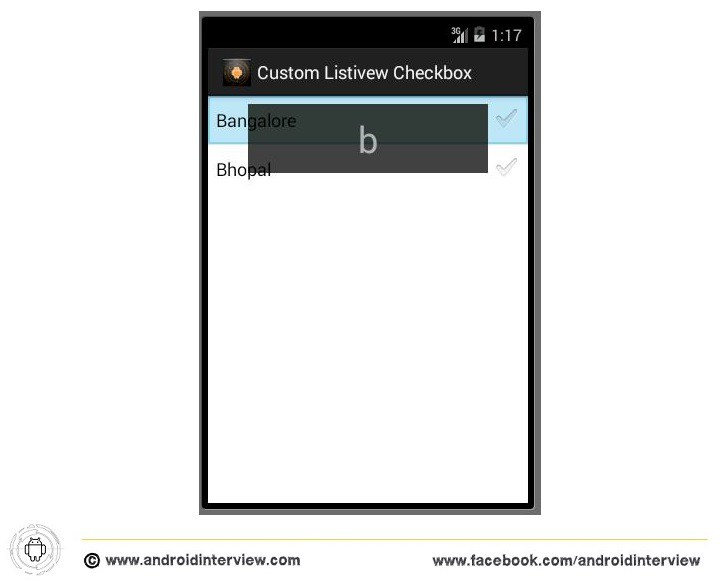 3G 1:17
Custom Listivew Checkbox
Bangalore
b
Bhopal
© www.androidinterview.com www.facebook.com/androidinterview